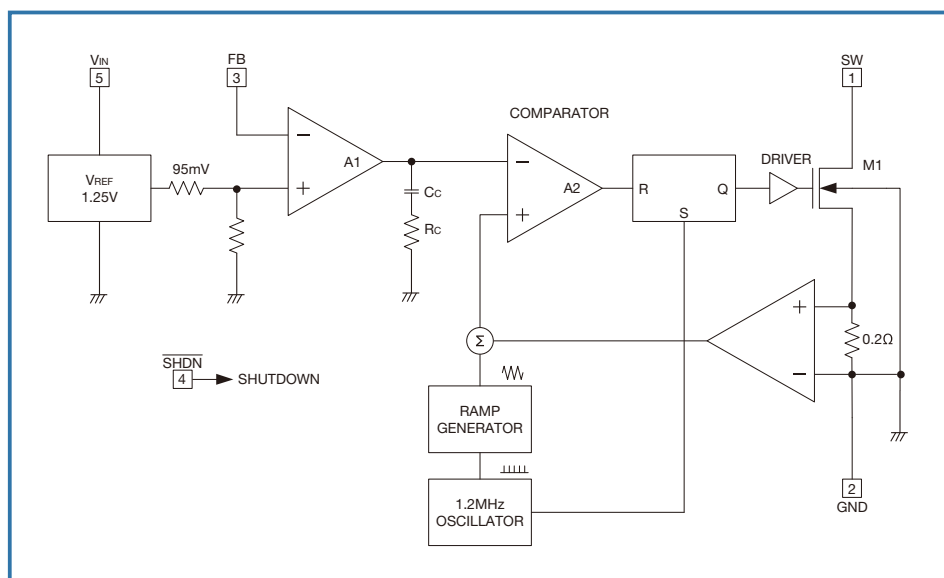 VIN
5
FB
3
SW
1
COMPARATOR
VREF
1.25V
95mV
−
+
A1
CC
RC
−
+
A2
R
Q
S
DRIVER
M1
+
−
0.2Ω
Σ
SHDN
4
SHUTDOWN
RAMP
GENERATOR
1.2MHz
OSCILLATOR
2
GND